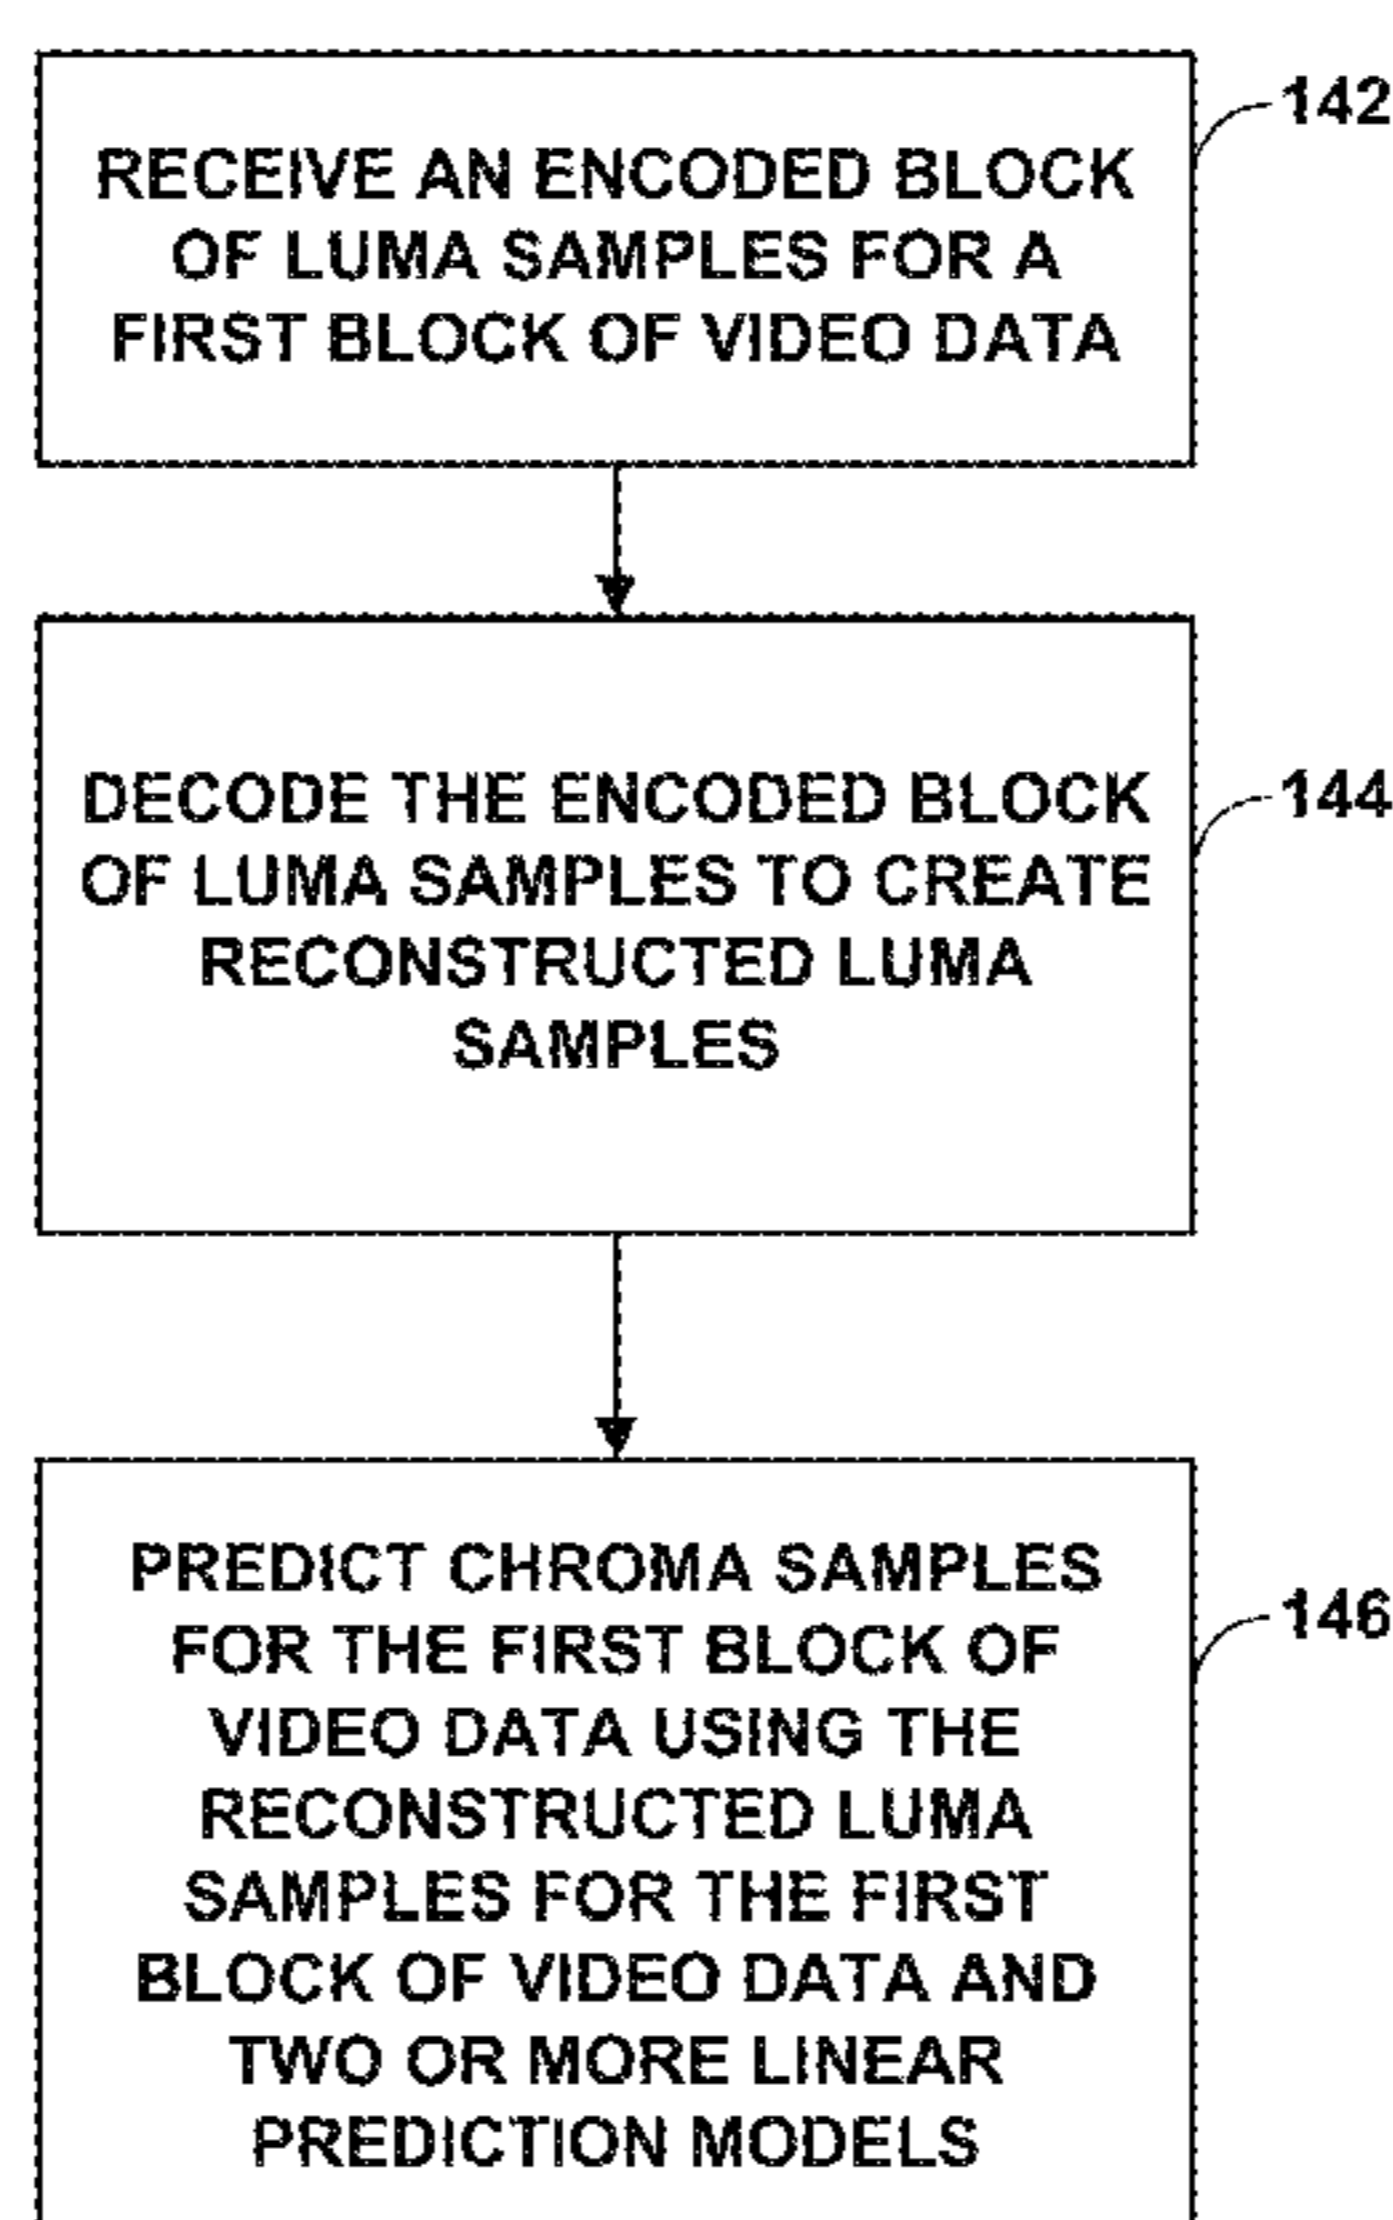 142
RECEIVE AN ENCODED BLOCK
OF LUMA SAMPLES FOR A
FIRST BLOCK OF VIDEO DATA
144
DECODE THE ENCODED BLOCK
OF LUMA SAMPLES TO CREATE
RECONSTRUCTED LUMA
SAMPLES
146
PREDICT CHROMA SAMPLES
FOR THE FIRST BLOCK OF
VIDEO DATA USING THE
RECONSTRUCTED LUMA
SAMPLES FOR THE FIRST
BLOCK OF VIDEO DATA AND
TWO OR MORE LINEAR
PREDICTION MODELS